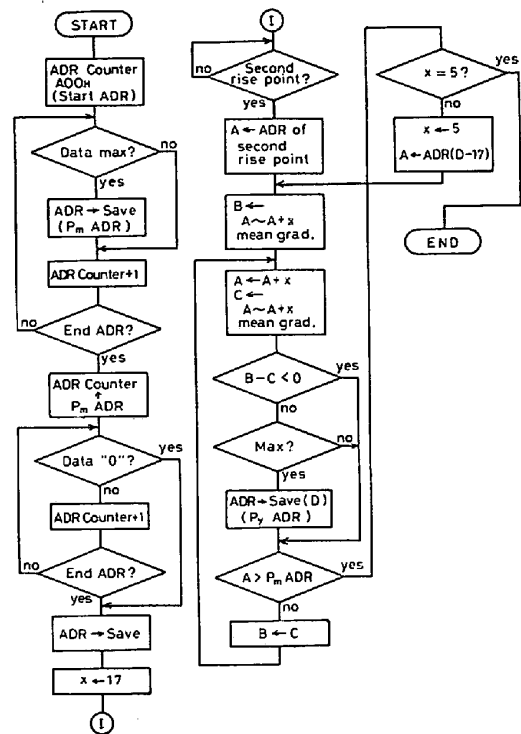 START
ADR Counter
A00H
(Start ADR)
no
Data max?
yes
ADR → Save
(Pm ADR)
ADR Counter+1
no
End ADR?
yes
ADR Counter
↑
Pm ADR
yes
Data "0"?
no
ADR Counter+1
no
End ADR?
yes
ADR → Save
x ← 17
1
1
Second
no
rise point?
yes
A ← ADR of
second
rise point
B ←
A~A+x
mean grad.
A ← A+x
C ←
A~A+x
mean grad.
yes
B-C < 0
no
Max?
no
yes
ADR→Save(D)
(Py ADR)
yes
A > Pm ADR
no
B ← C
yes
x = 5?
no
x ← 5
A←ADR(D-17)
END